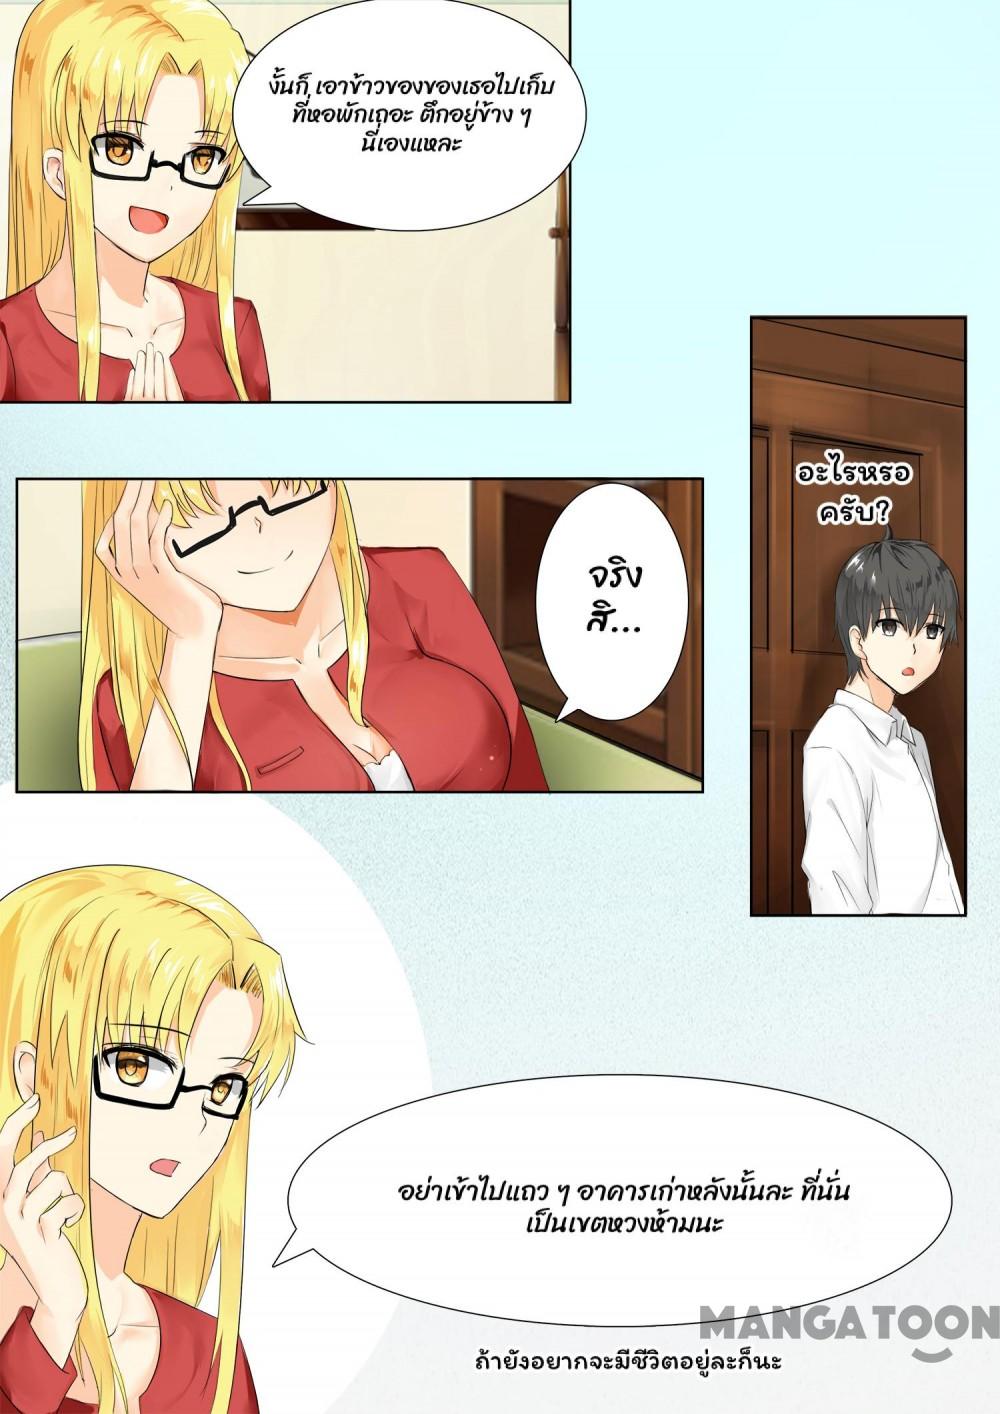 งั้นก็ เอาข้าวของของเธอไปเก็บ
ที่หอพักเถอะ ตึกอยู่ข้าง ๆ
นี่เองแหละ
จริง
สิ...
อะไรหรอ
ครับ?
อย่าเข้าไปแถว ๆ อาคารเก่าหลังนั้นละ ที่นั่น
เป็นเขตหวงห้ามนะ
MANGATOON
ถ้ายังอยากจะมีชีวิตอยู่ละก็นะ